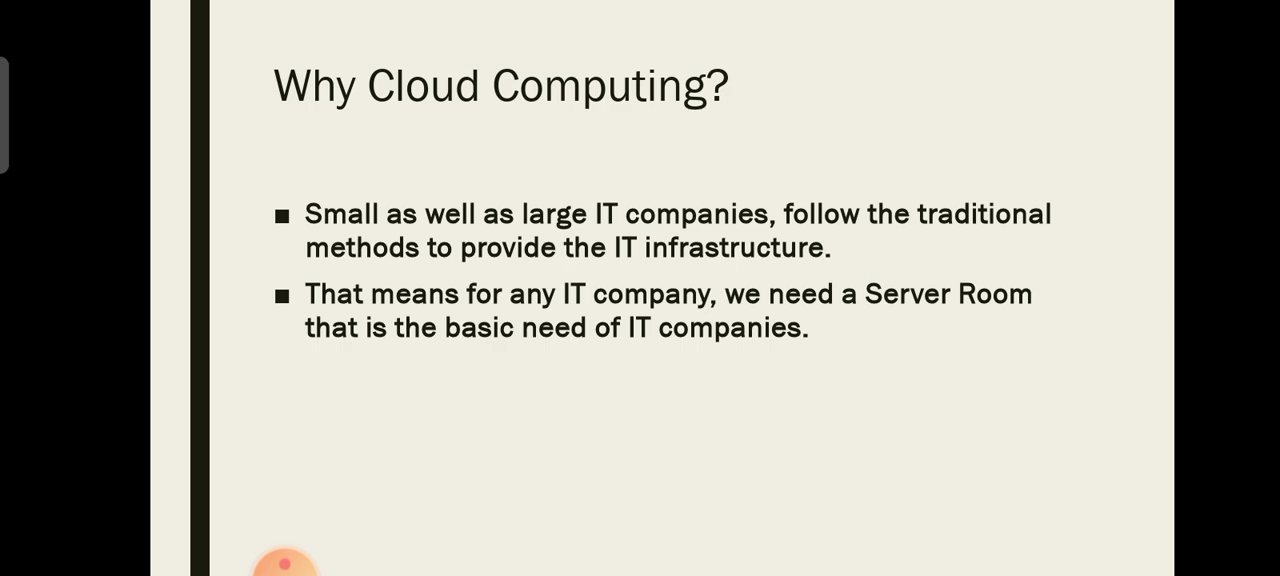 Why Cloud Computing?
■ Small as well as large IT companies, follow the traditional
methods to provide the IT infrastructure.
■ That means for any IT company, we need a Server Room
that is the basic need of IT companies.